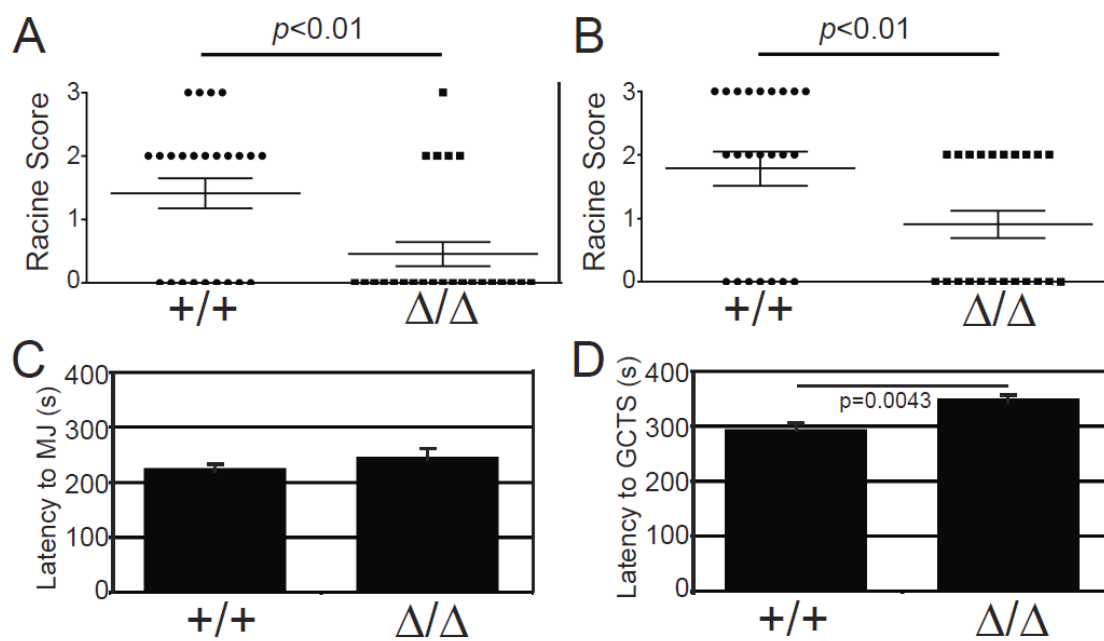 A
p<0.01
Racine Score
3
2
1
0
+/+
Δ/Δ
B
p<0.01
Racine Score
3
2
1
0
+/+
Δ/Δ
C
Latency to MJ (s)
400
300
200
100
0
+/+
Δ/Δ
D
Latency to GCTS (s)
400
300
200
100
0
p=0.0043
+/+
Δ/Δ